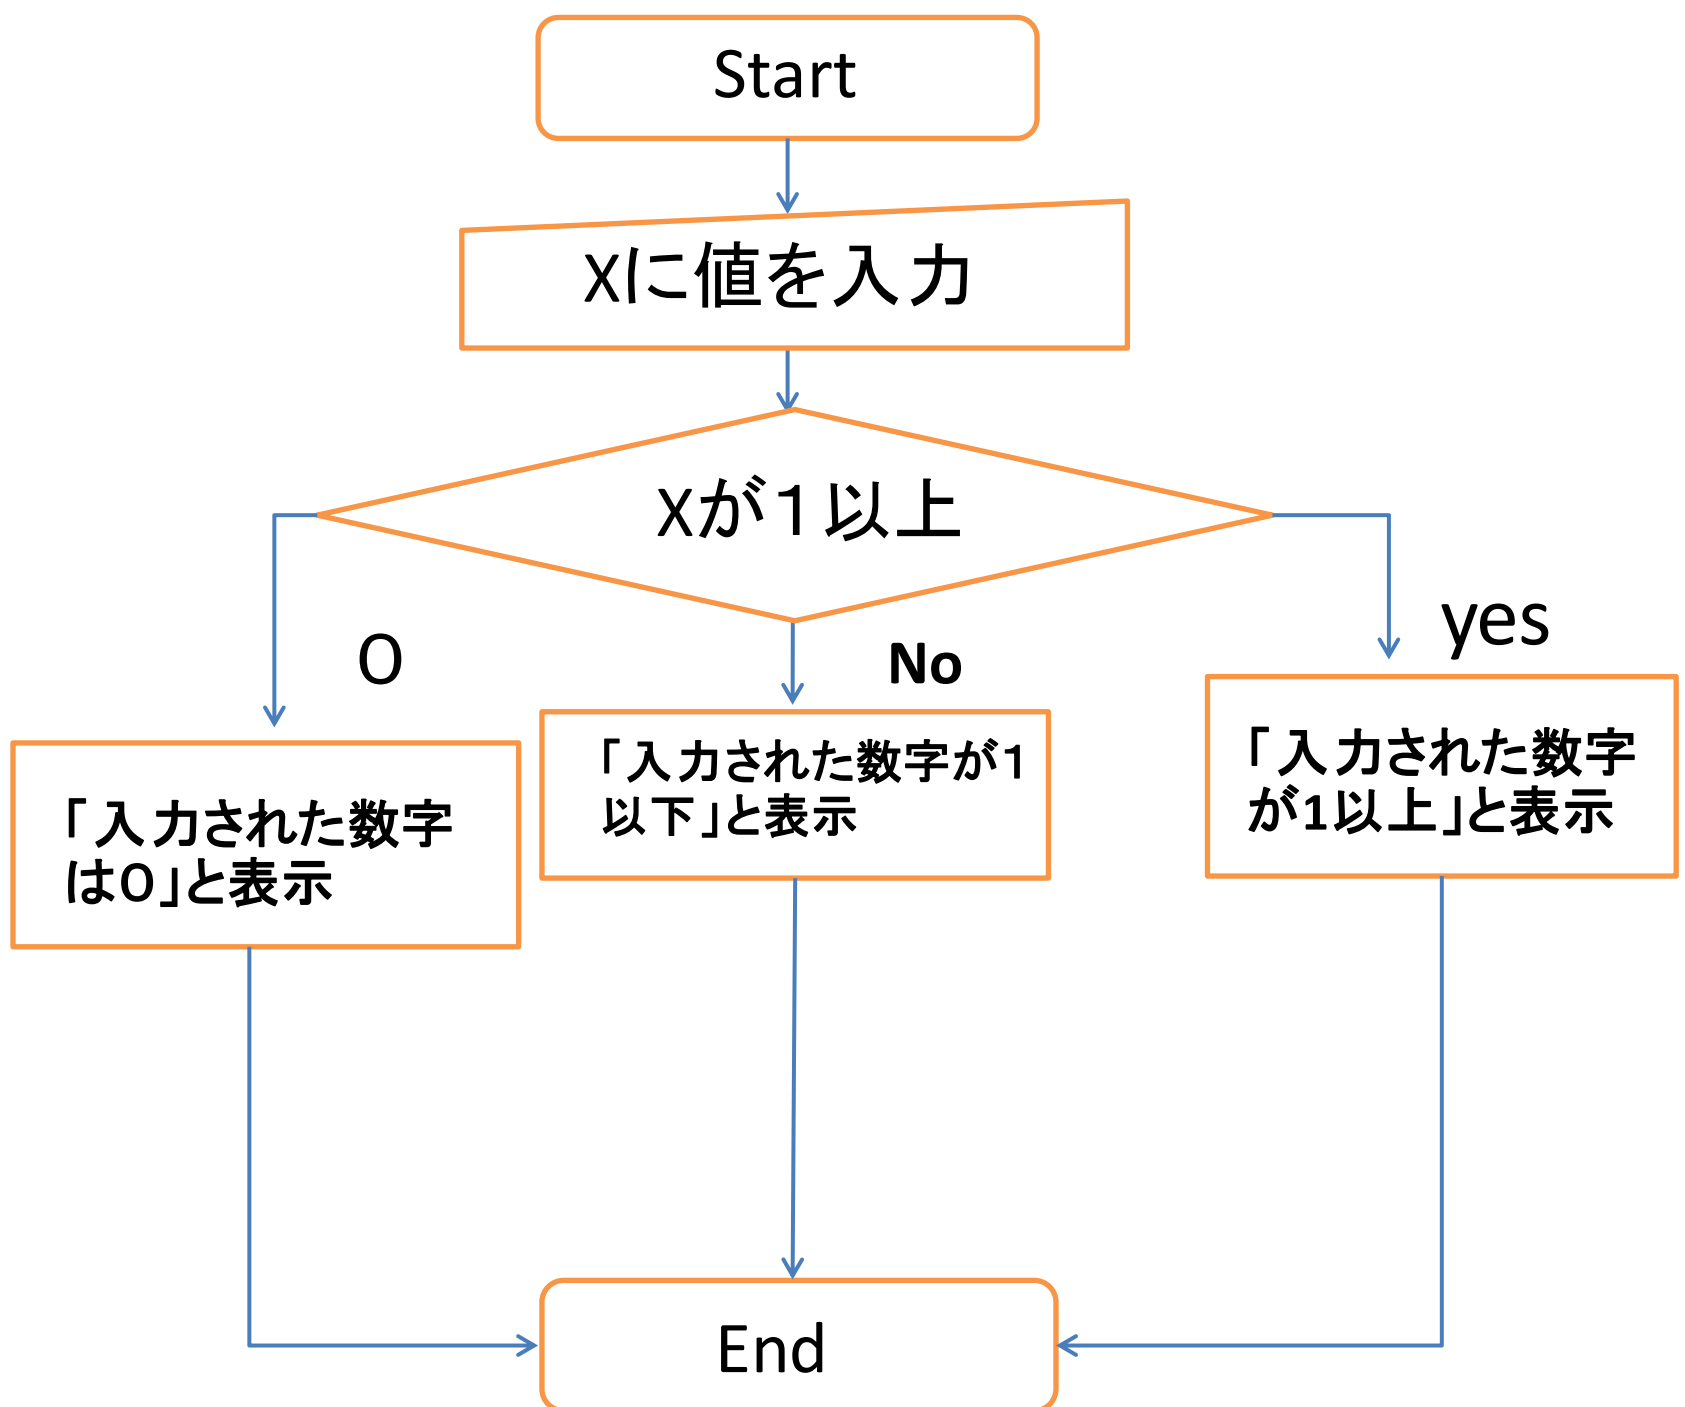 Start
Xに値を入力
Xが１以上
0
No
yes
「入力された数字が1
以下」と表示
「入力された数字
が1以上」と表示
「入力された数字
は0」と表示
End